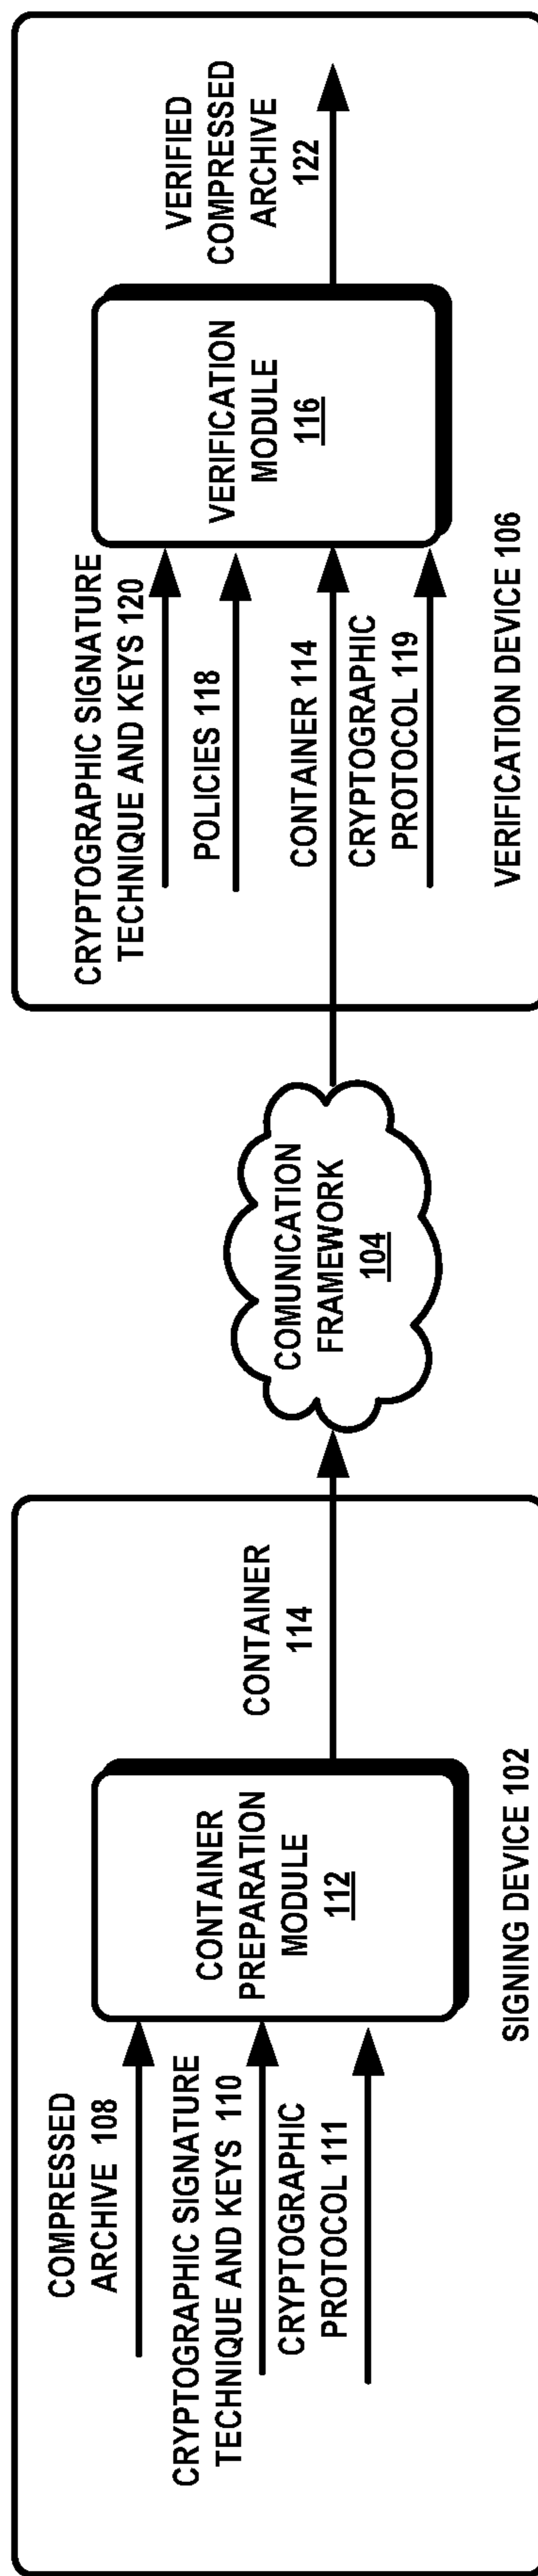 COMPRESSED
ARCHIVE 108
CRYPTOGRAPHIC SIGNATURE
TECHNIQUE AND KEYS 110
CRYPTOGRAPHIC
PROTOCOL 111
CONTAINER
PREPARATION
MODULE
112
CONTAINER
114
SIGNING DEVICE 102
COMUNICATION
FRAMEWORK
104
CRYPTOGRAPHIC SIGNATURE
TECHNIQUE AND KEYS 120
POLICIES 118
CONTAINER 114
CRYPTOGRAPHIC
PROTOCOL 119
VERIFICATION
MODULE
116
VERIFIED
COMPRESSED
ARCHIVE
122
VERIFICATION DEVICE 106